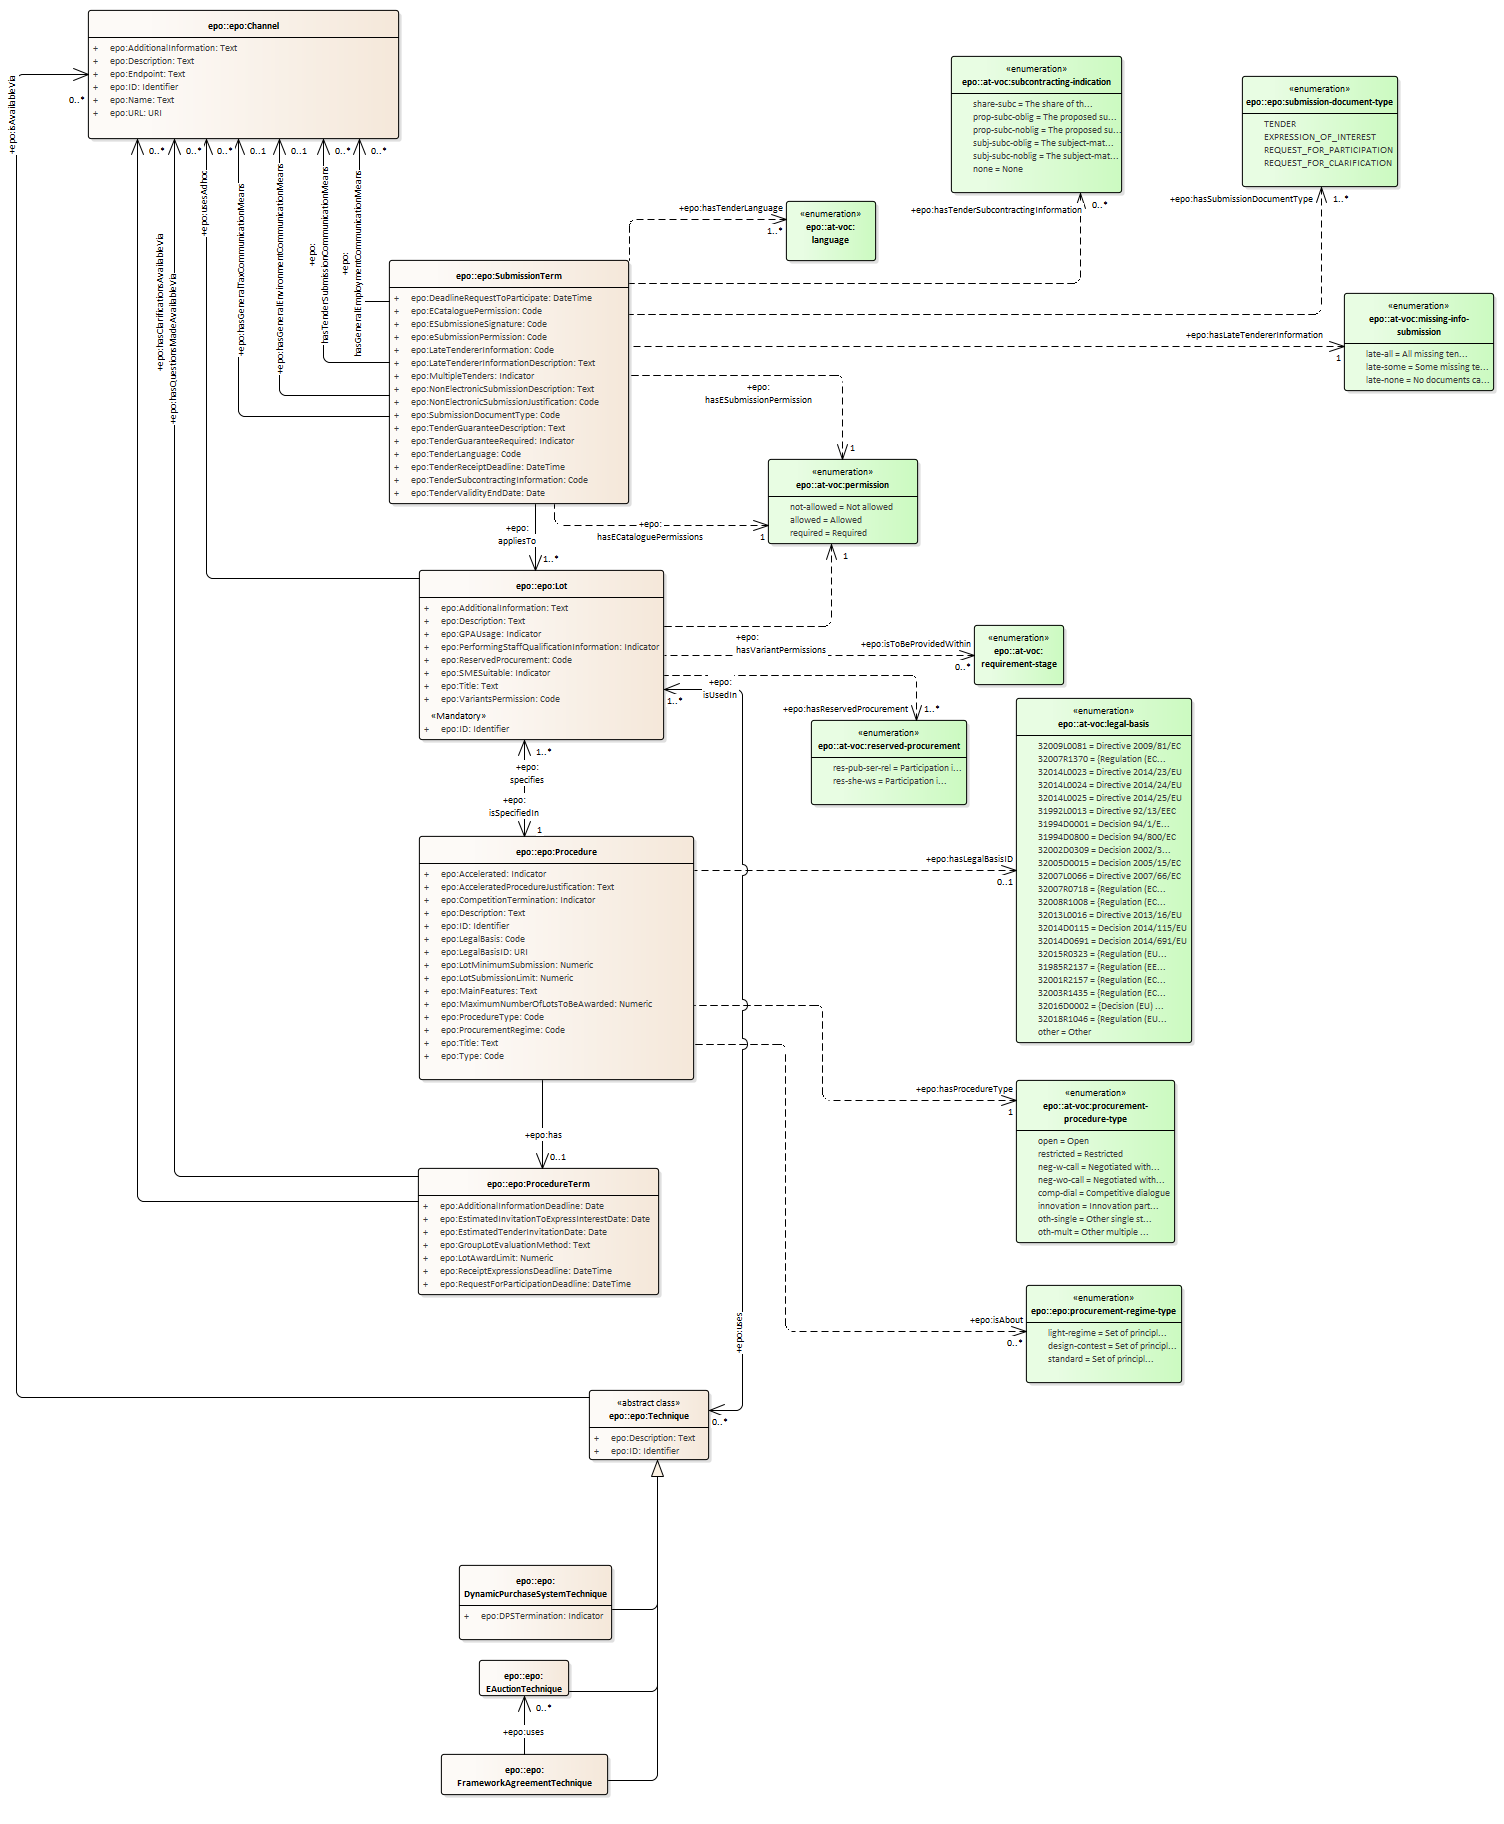 epo::epo:Channel
+ epo:AdditionalInformation: Text
+ epo:Description: Text
+ epo:Endpoint: Text
+ epo:ID: Identifier
+ epo:Name: Text
+ epo:URL: URI
+epo:isAvailableVia
0..*
0..*
0..*
0..*
0..1
0..1
0..*
0..*
+epo:hasClarificationsAvailableVia
+epo:hasQuestionsMadeAvailableVia
+epo:usesAdhoc
+epo:hasGeneralTaxCommunicationMeans
+epo:hasGeneralEnvironmentCommunicationMeans
+epo:
hasTenderSubmissionCommunicationMeans
+epo:
hasGeneralEmploymentCommunicationMeans
«enumeration»
epo::at-voc:subcontracting-indication
share-subc = The share of th...
prop-subc-oblig = The proposed su...
prop-subc-noblig = The proposed su...
subj-subc-oblig = The subject-mat...
subj-subc-noblig = The subject-mat...
none = None
«enumeration»
epo::epo:submission-document-type
TENDER
EXPRESSION_OF_INTEREST
REQUEST_FOR_PARTICIPATION
REQUEST_FOR_CLARIFICATION
+epo:hasTenderLanguage
1..*
«enumeration»
epo::at-voc:
language
+epo:hasTenderSubcontractingInformation
0..*
+epo:hasSubmissionDocumentType
1..*
epo::epo:SubmissionTerm
+ epo:DeadlineRequestToParticipate: DateTime
+ epo:ECataloguePermission: Code
+ epo:ESubmissioneSignature: Code
+ epo:eSubmissionPermission: Code
+ epo:LateTendererInformation: Code
+ epo:LateTendererInformationDescription: Text
+ epo:MultipleTenders: Indicator
+ epo:NonElectronicSubmissionDescription: Text
+ epo:NonElectronicSubmissionJustification: Code
+ epo:SubmissionDocumentType: Code
+ epo:TenderGuaranteeDescription: Text
+ epo:TenderGuaranteeRequired: Indicator
+ epo:TenderLanguage: Code
+ epo:TenderReceiptDeadline: DateTime
+ epo:TenderSubcontractingInformation: Code
+ epo:TenderValidityEndDate: Date
+epo:hasLateTendererInformation
1
«enumeration»
epo::at-voc:missing-info-
submission
late-all = All missing ten...
late-some = Some missing te...
late-none = No documents ca...
+epo:
hasESubmissionPermission
1
«enumeration»
epo::at-voc:permission
not-allowed = Not allowed
allowed = Allowed
required = Required
+epo:
appliesTo
1..*
+epo:
hasECataloguePermissions
1
1
epo::epo:Lot
+ epo:AdditionalInformation: Text
+ epo:Description: Text
+ epo:GPAUsage: Indicator
+ epo:PerformingStaffQualificationInformation: Indicator
+ epo:ReservedProcurement: Code
+ epo:SMESuitable: Indicator
+ epo:Title: Text
+ epo:VariantsPermission: Code
«Mandatory»
+ epo:ID: Identifier
+epo:
hasVariantPermissions
+epo:isToBeProvidedWithin
0..*
«enumeration»
epo::at-voc:
requirement-stage
+epo:
isUsedIn
1..*
+epo:hasReservedProcurement
1..*
«enumeration»
epo::at-voc:reserved-procurement
res-pub-ser-rel = Participation i...
res-she-ws = Participation i...
«enumeration»
epo::at-voc:legal-basis
32009L0081 = Directive 2009/81/EC
32007R1370 = {Regulation (EC...
32014L0023 = Directive 2014/23/EU
32014L0024 = Directive 2014/24/EU
32014L0025 = Directive 2014/25/EU
31992L0013 = Directive 92/13/EEC
31994D0001 = Decision 94/1/E...
31994D0800 = Decision 94/800/EC
32002D0309 = Decision 2002/3...
32005D0015 = Decision 2005/15/EC
32007L0066 = Directive 2007/66/EC
32007R0718 = {Regulation (EC...
32008R1008 = {Regulation (EC...
32013L0016 = Directive 2013/16/EU
32014D0115 = Decision 2014/115/EU
32014D0691 = Decision 2014/691/EU
32015R0323 = {Regulation (EU...
31985R2137 = {Regulation (EE...
32001R2157 = {Regulation (EC...
32003R1435 = {Regulation (EC...
32016D0002 = {Decision (EU) ...
32018R1046 = {Regulation (EU...
other = Other
1..*
+epo:
specifies
+epo:
isSpecifiedIn
1
epo::epo:Procedure
+ epo:Accelerated: Indicator
+ epo:AcceleratedProcedureJustification: Text
+ epo:CompetitionTermination: Indicator
+ epo:Description: Text
+ epo:ID: Identifier
+ epo:LegalBasis: Code
+ epo:LegalBasisID: URI
+ epo:LotMinimumSubmission: Numeric
+ epo:LotSubmissionLimit: Numeric
+ epo:MainFeatures: Text
+ epo:MaximumNumberOfLotsToBeAwarded: Numeric
+ epo:ProcedureType: Code
+ epo:ProcurementRegime: Code
+ epo:Title: Text
+ epo:Type: Code
+epo:hasLegalBasisID
0..1
+epo:hasProcedureType
1
«enumeration»
epo::at-voc:procurement-
procedure-type
open = Open
restricted = Restricted
neg-w-call = Negotiated with...
neg-wo-call = Negotiated with...
comp-dial = Competitive dialogue
innovation = Innovation part...
oth-single = Other single st...
oth-mult = Other multiple ...
+epo:has
0..1
epo::epo:ProcedureTerm
+ epo:AdditionalInformationDeadline: Date
+ epo:EstimatedInvitationToExpressInterestDate: Date
+ epo:EstimatedTenderInvitationDate: Date
+ epo:GroupLotEvaluationMethod: Text
+ epo:LotAwardLimit: Numeric
+ epo:ReceiptExpressionsDeadline: DateTime
+ epo:RequestForParticipationDeadline: DateTime
+epo:isAbout
0..*
«enumeration»
epo::epo:procurement-regime-type
light-regime = Set of principl...
design-contest = Set of principl...
standard = Set of principl...
+epo:uses
0..*
«abstract class»
epo::epo:Technique
+ epo:Description: Text
+ epo:ID: Identifier
epo::epo:
DynamicPurchaseSystemTechnique
+ epo:DPSTermination: Indicator
epo::epo:
EAuctionTechnique
0..*
+epo:uses
epo::epo:
FrameworkAgreementTechnique